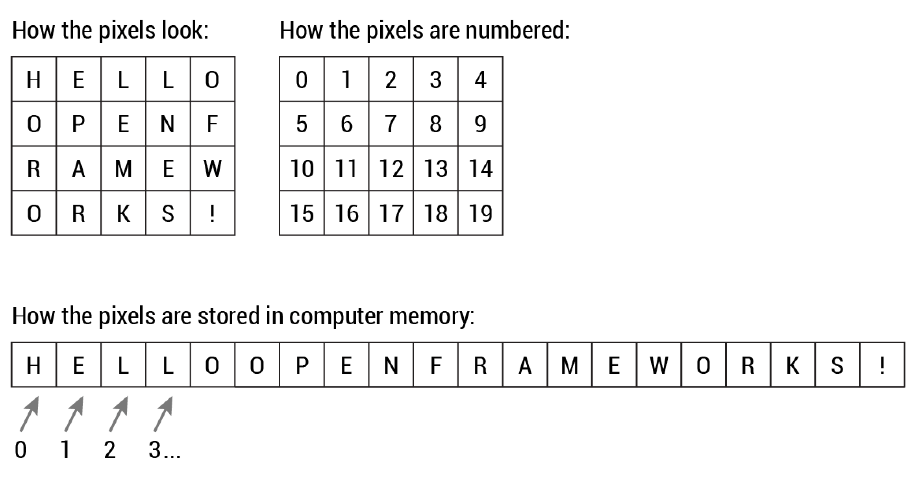 How the pixels look:
H E L L O
O P E N F
R A M E W
O R K S !
How the pixels are numbered:
0 1 2 3 4
5 6 7 8 9
10 11 12 13 14
15 16 17 18 19
How the pixels are stored in computer memory:
H E L L O O P E N F R A M E W O R K S !
0 1 2 3...